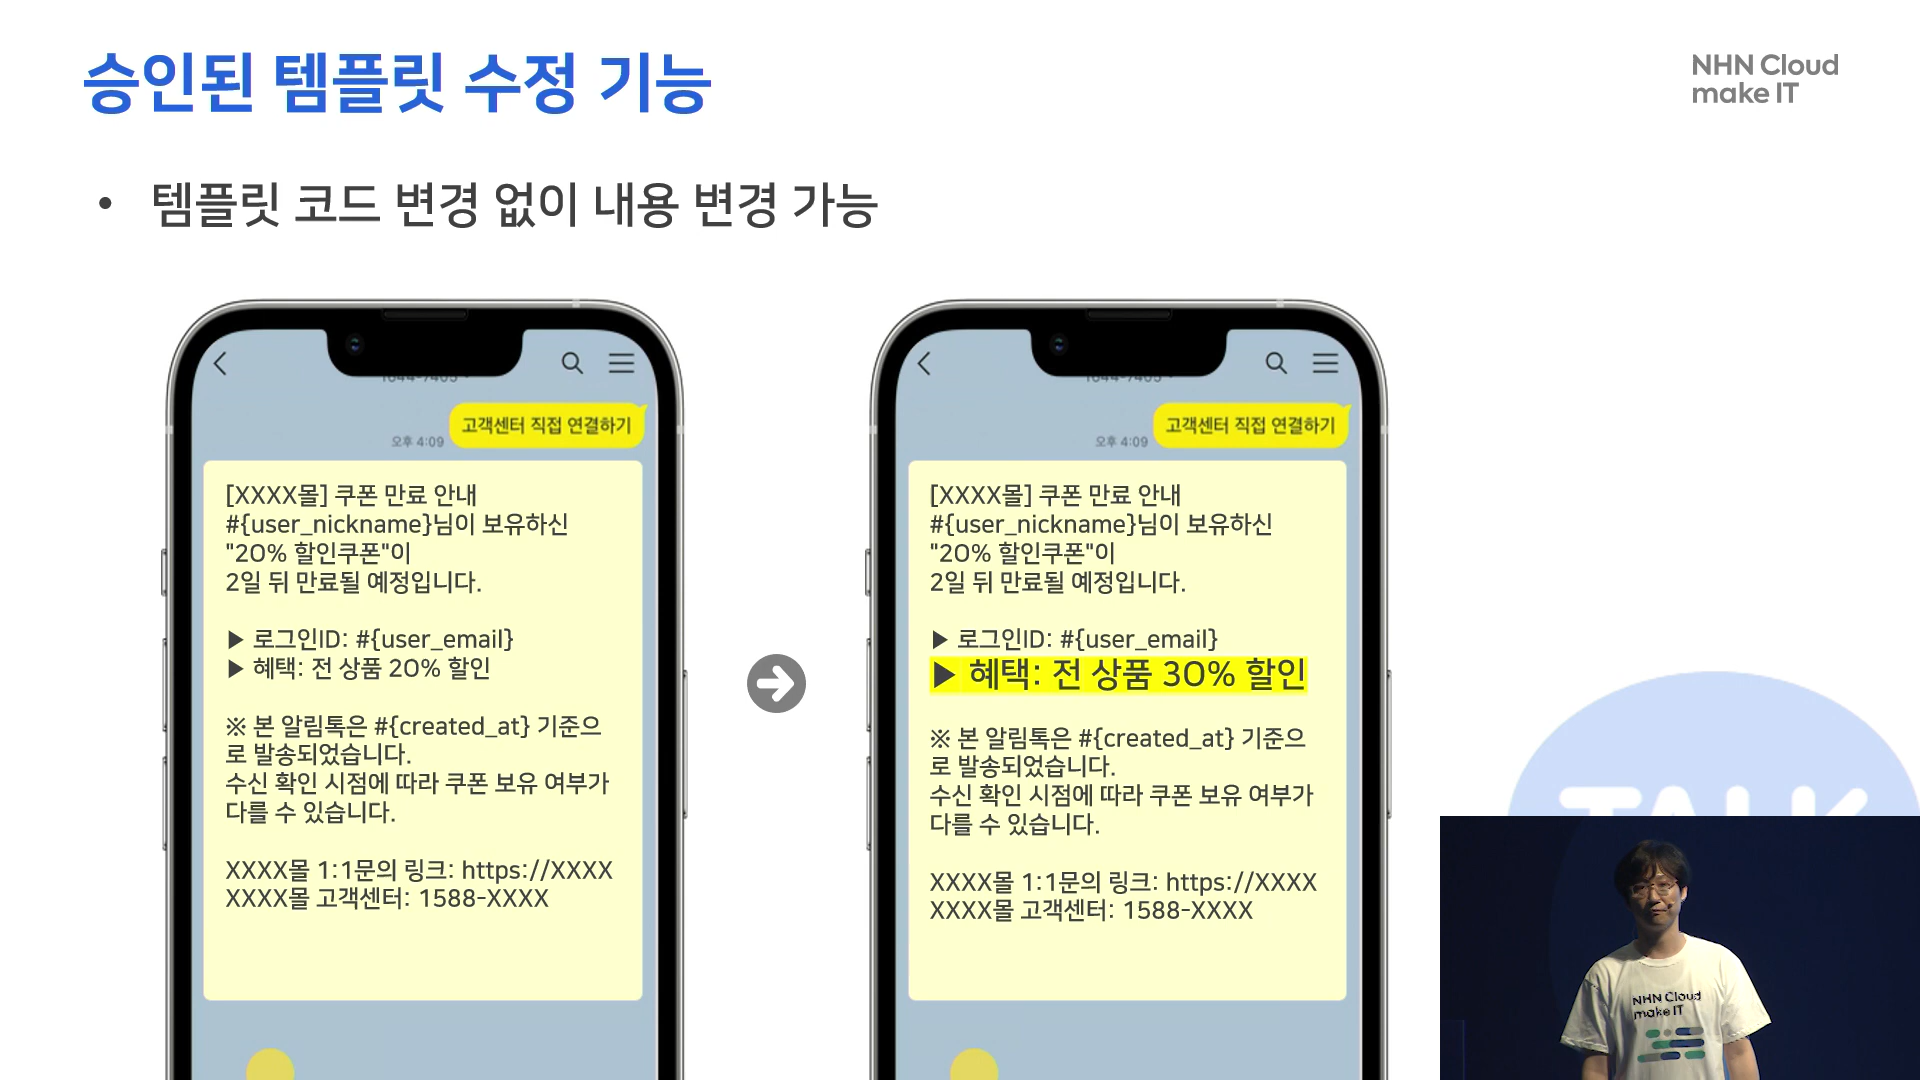 승인된 템플릿 수정 기능
NHN Cloud
make IT
• 템플릿 코드 변경 없이 내용 변경 가능
고객센터 직접 연결하기
오후 4:09
[XXXX몰] 쿠폰 만료 안내
#{user_nickname}님이 보유하신
"20% 할인쿠폰"이
2일 뒤 만료될 예정입니다.
▶ 로그인ID: #{user_email}
▶ 혜택: 전 상품 20% 할인
※ 본 알림톡은 #{created_at} 기준으
로 발송되었습니다.
수신 확인 시점에 따라 쿠폰 보유 여부가
다를 수 있습니다.
XXXX몰 1:1문의 링크: https://XXXX
XXXX몰 고객센터: 1588-XXXX
고객센터 직접 연결하기
오후 4:09
[XXXX몰] 쿠폰 만료 안내
#{user_nickname}님이 보유하신
"20% 할인쿠폰"이
2일 뒤 만료될 예정입니다.
▶ 로그인ID: #{user_email}
▶ 혜택: 전 상품 30% 할인
※ 본 알림톡은 #{created_at} 기준으
로 발송되었습니다.
수신 확인 시점에 따라 쿠폰 보유 여부가
다를 수 있습니다.
XXXX몰 1:1문의 링크: https://XXXX
XXXX몰 고객센터: 1588-XXXX
TALK
NHN Cloud
make IT